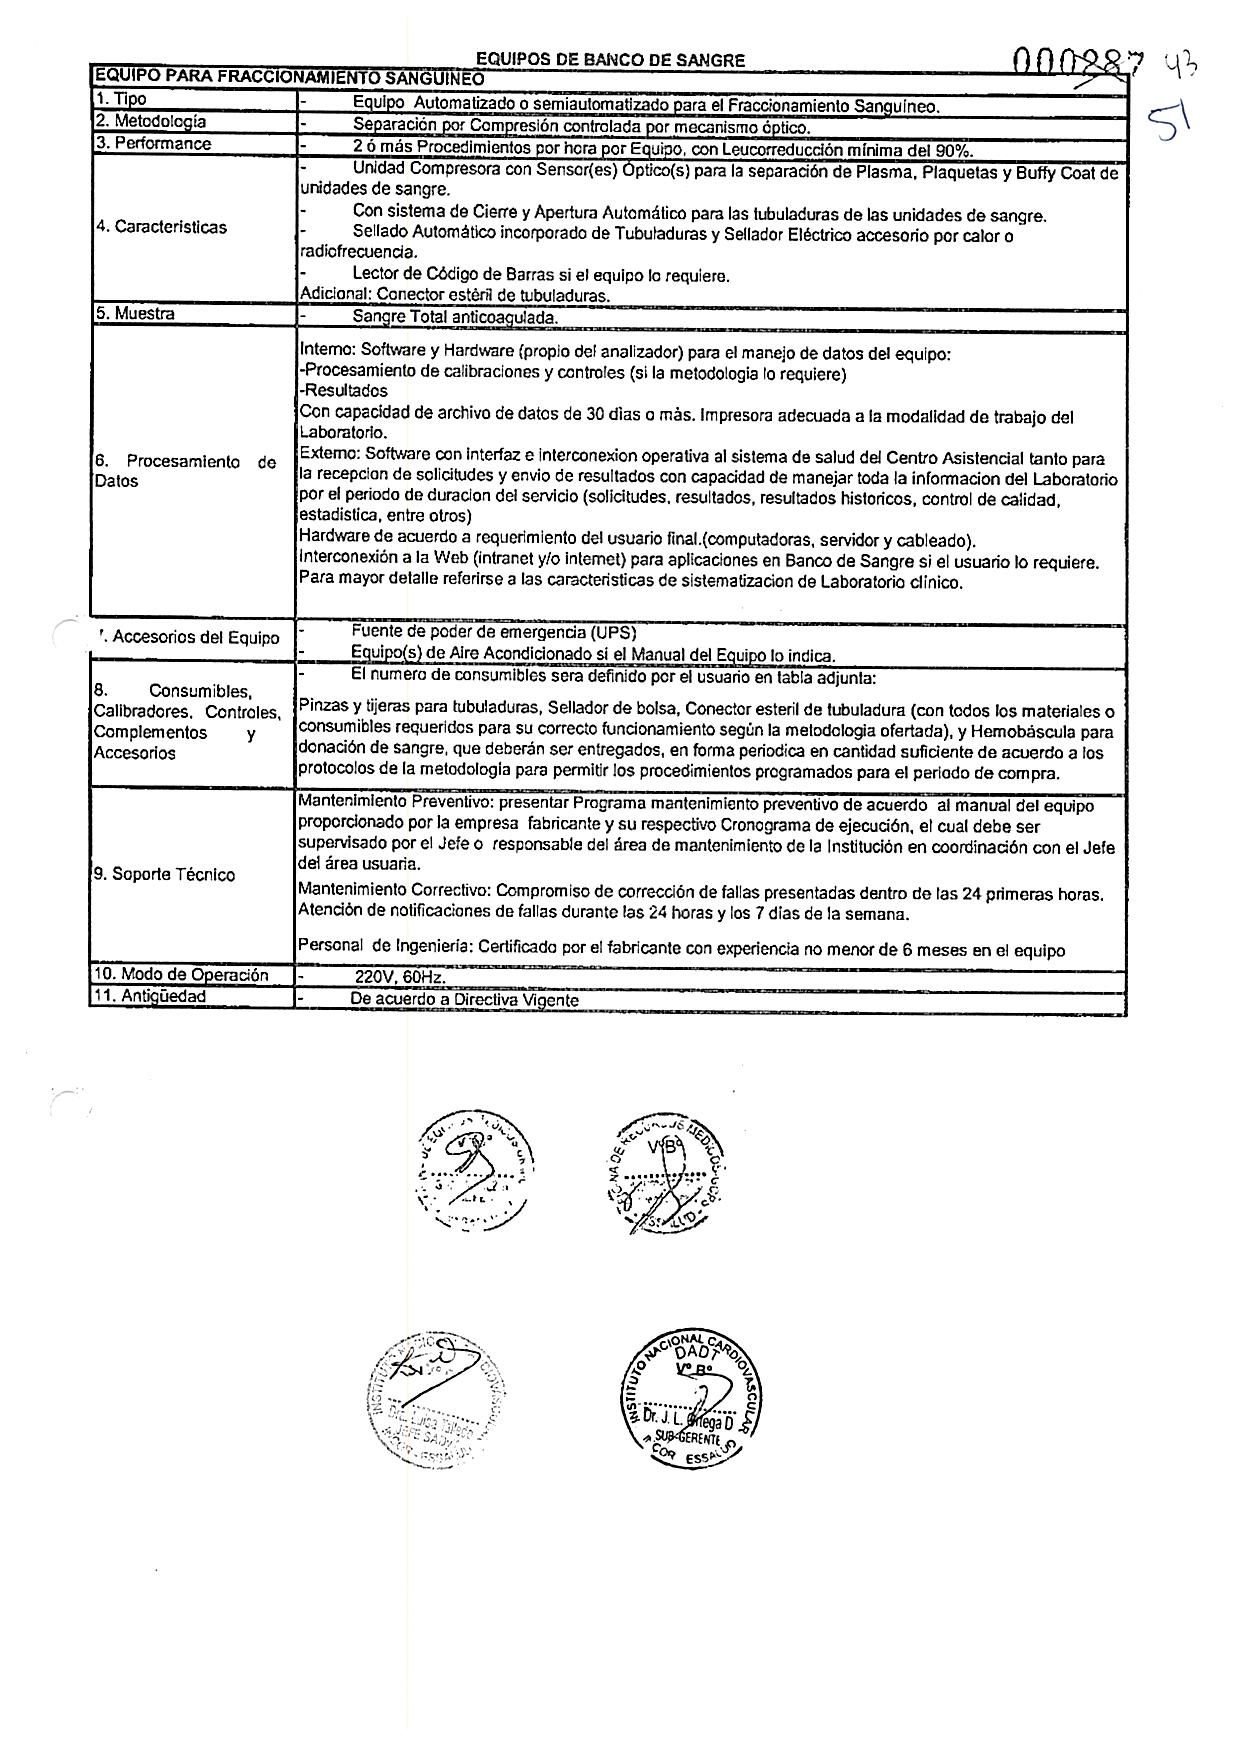 EQUIPOS DE BANCO DE SANGRE
000287 43
51
EQUIPO PARA FRACCIONAMIENTO SANGUINEO
1. Tipo
- Equipo Automatizado o semiautomatizado para el Fraccionamiento Sanguíneo.
2. Metodología
- Separación por Compresión controlada por mecanismo óptico.
3. Performance
- 2 ó más Procedimientos por hora por Equipo, con Leucorreducción mínima del 90%.
4. Características
- Unidad Compresora con Sensor(es) Óptico(s) para la separación de Plasma, Plaquetas y Buffy Coat de
unidades de sangre.
- Con sistema de Cierre y Apertura Automático para las tubuladuras de las unidades de sangre.
- Sellado Automático incorporado de Tubuladuras y Sellador Eléctrico accesorio por calor o
radiofrecuencia.
- Lector de Código de Barras si el equipo lo requiere.
Adicional: Conector estéril de tubuladuras.
5. Muestra
- Sangre Total anticoagulada.
6. Procesamiento de
Datos
Interno: Software y Hardware (propio del analizador) para el manejo de datos del equipo:
-Procesamiento de calibraciones y controles (si la metodologia lo requiere)
-Resultados
Con capacidad de archivo de datos de 30 dias o más. Impresora adecuada a la modalidad de trabajo del
Laboratorio.
Externo: Software con interfaz e interconexion operativa al sistema de salud del Centro Asistencial tanto para
la recepcion de solicitudes y envio de resultados con capacidad de manejar toda la informacion del Laboratorio
por el periodo de duracion del servicio (solicitudes, resultados, resultados historicos, control de calidad,
estadistica, entre otros)
Hardware de acuerdo a requerimiento del usuario final.(computadoras, servidor y cableado).
Interconexión a la Web (intranet y/o internet) para aplicaciones en Banco de Sangre si el usuario lo requiere.
Para mayor detalle referirse a las caracteristicas de sistematizacion de Laboratorio clínico.
. Accesorios del Equipo
- Fuente de poder de emergencia (UPS)
- Equipo(s) de Aire Acondicionado si el Manual del Equipo lo indica.
8. Consumibles,
Calibradores, Controles,
Complementos y
Accesorios
- El numero de consumibles sera definido por el usuario en tabla adjunta:
Pinzas y tijeras para tubuladuras, Sellador de bolsa, Conector esteril de tubuladura (con todos los materiales o
consumibles requeridos para su correcto funcionamiento según la metodologia ofertada), y Hemobáscula para
donación de sangre, que deberán ser entregados, en forma periodica en cantidad suficiente de acuerdo a los
protocolos de la metodología para permitir los procedimientos programados para el periodo de compra.
9. Soporte Técnico
Mantenimiento Preventivo: presentar Programa mantenimiento preventivo de acuerdo al manual del equipo
proporcionado por la empresa fabricante y su respectivo Cronograma de ejecución, el cual debe ser
supervisado por el Jefe o responsable del área de mantenimiento de la Institución en coordinación con el Jefe
del área usuaria.
Mantenimiento Correctivo: Compromiso de corrección de fallas presentadas dentro de las 24 primeras horas.
Atención de notificaciones de fallas durante las 24 horas y los 7 días de la semana.
Personal de Ingeniería: Certificado por el fabricante con experiencia no menor de 6 meses en el equipo
10. Modo de Operación
- 220V, 60Hz.
11. Antigüedad
- De acuerdo a Directiva Vigente
VºBº
INSTITUTO NACIONAL CARDIOVASCULAR
DADT
Vº Bº
Dr. J. L. Ortega D
SUB-GERENTE
COR ESSALUD